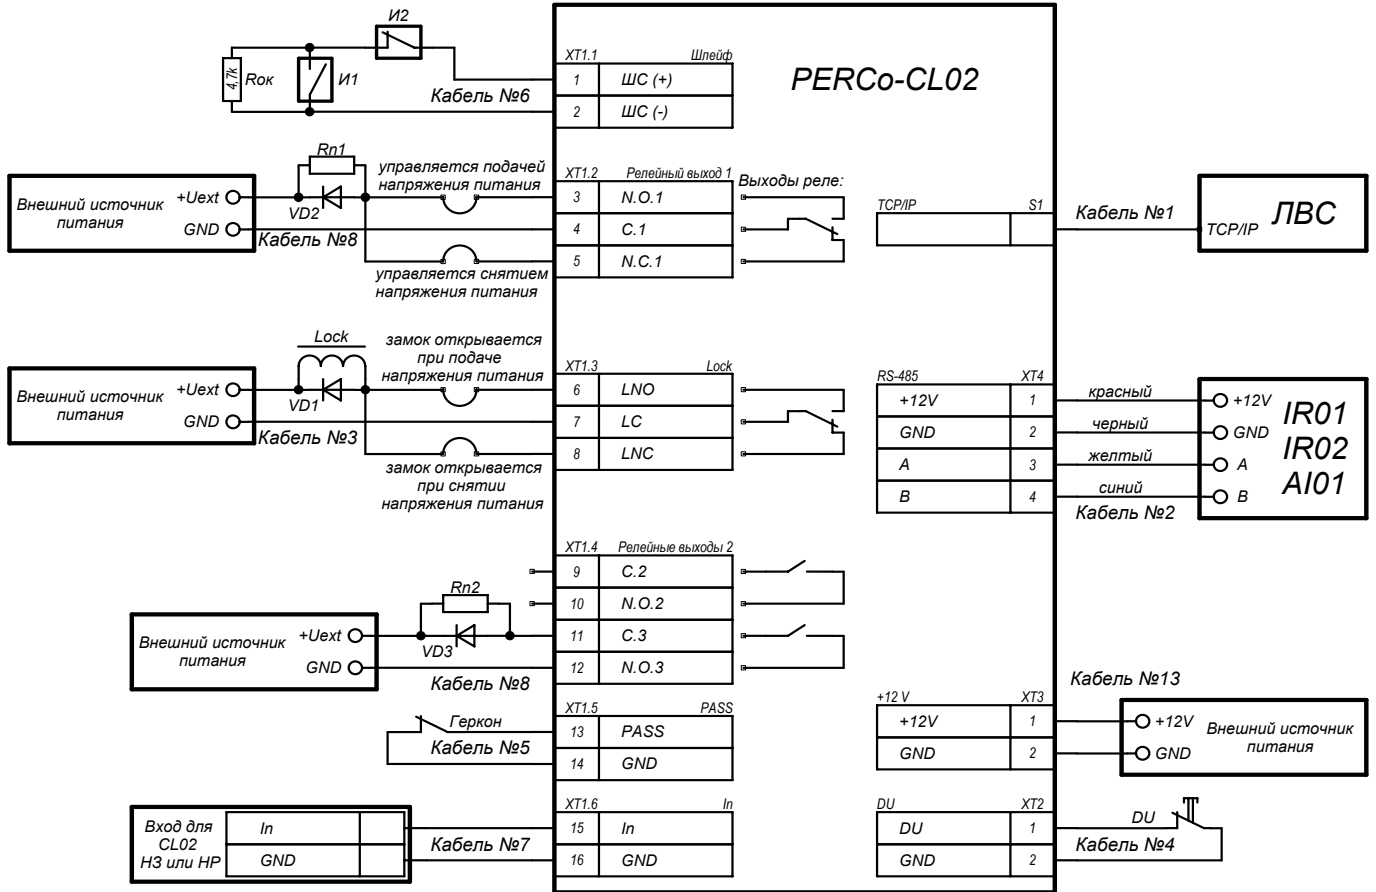 И2
4,7k
Rок
И1
Кабель №6
XT1.1 Шлейф
1 ШС (+)
2 ШС (-)
PERCo-CL02
Внешний источник
питания
+Uext
GND
Rn1
VD2
Кабель №8
управляется подачей
напряжения питания
управляется снятием
напряжения питания
XT1.2 Релейный выход 1
3 N.O.1
4 C.1
5 N.C.1
Выходы реле:
TCP/IP S1
Кабель №1
TCP/IP
ЛВС
Внешний источник
питания
+Uext
GND
Lock
VD1
Кабель №3
замок открывается
при подаче
напряжения питания
замок открывается
при снятии
напряжения питания
XT1.3 Lock
6 LNO
7 LC
8 LNC
RS-485 XT4
+12V 1
GND 2
A 3
B 4
красный
черный
желтый
синий
Кабель №2
+12V
GND
A
B
IR01
IR02
AI01
XT1.4 Релейные выходы 2
9 C.2
10 N.O.2
11 C.3
12 N.O.3
Внешний источник
питания
+Uext
GND
Rn2
VD3
Кабель №8
XT1.5 PASS
13 PASS
14 GND
Геркон
Кабель №5
+12 V XT3
+12V 1
GND 2
Кабель №13
+12V
GND
Внешний источник
питания
Вход для
CL02
НЗ или НР
In
GND
Кабель №7
XT1.6 In
15 In
16 GND
DU XT2
DU 1
GND 2
DU
Кабель №4